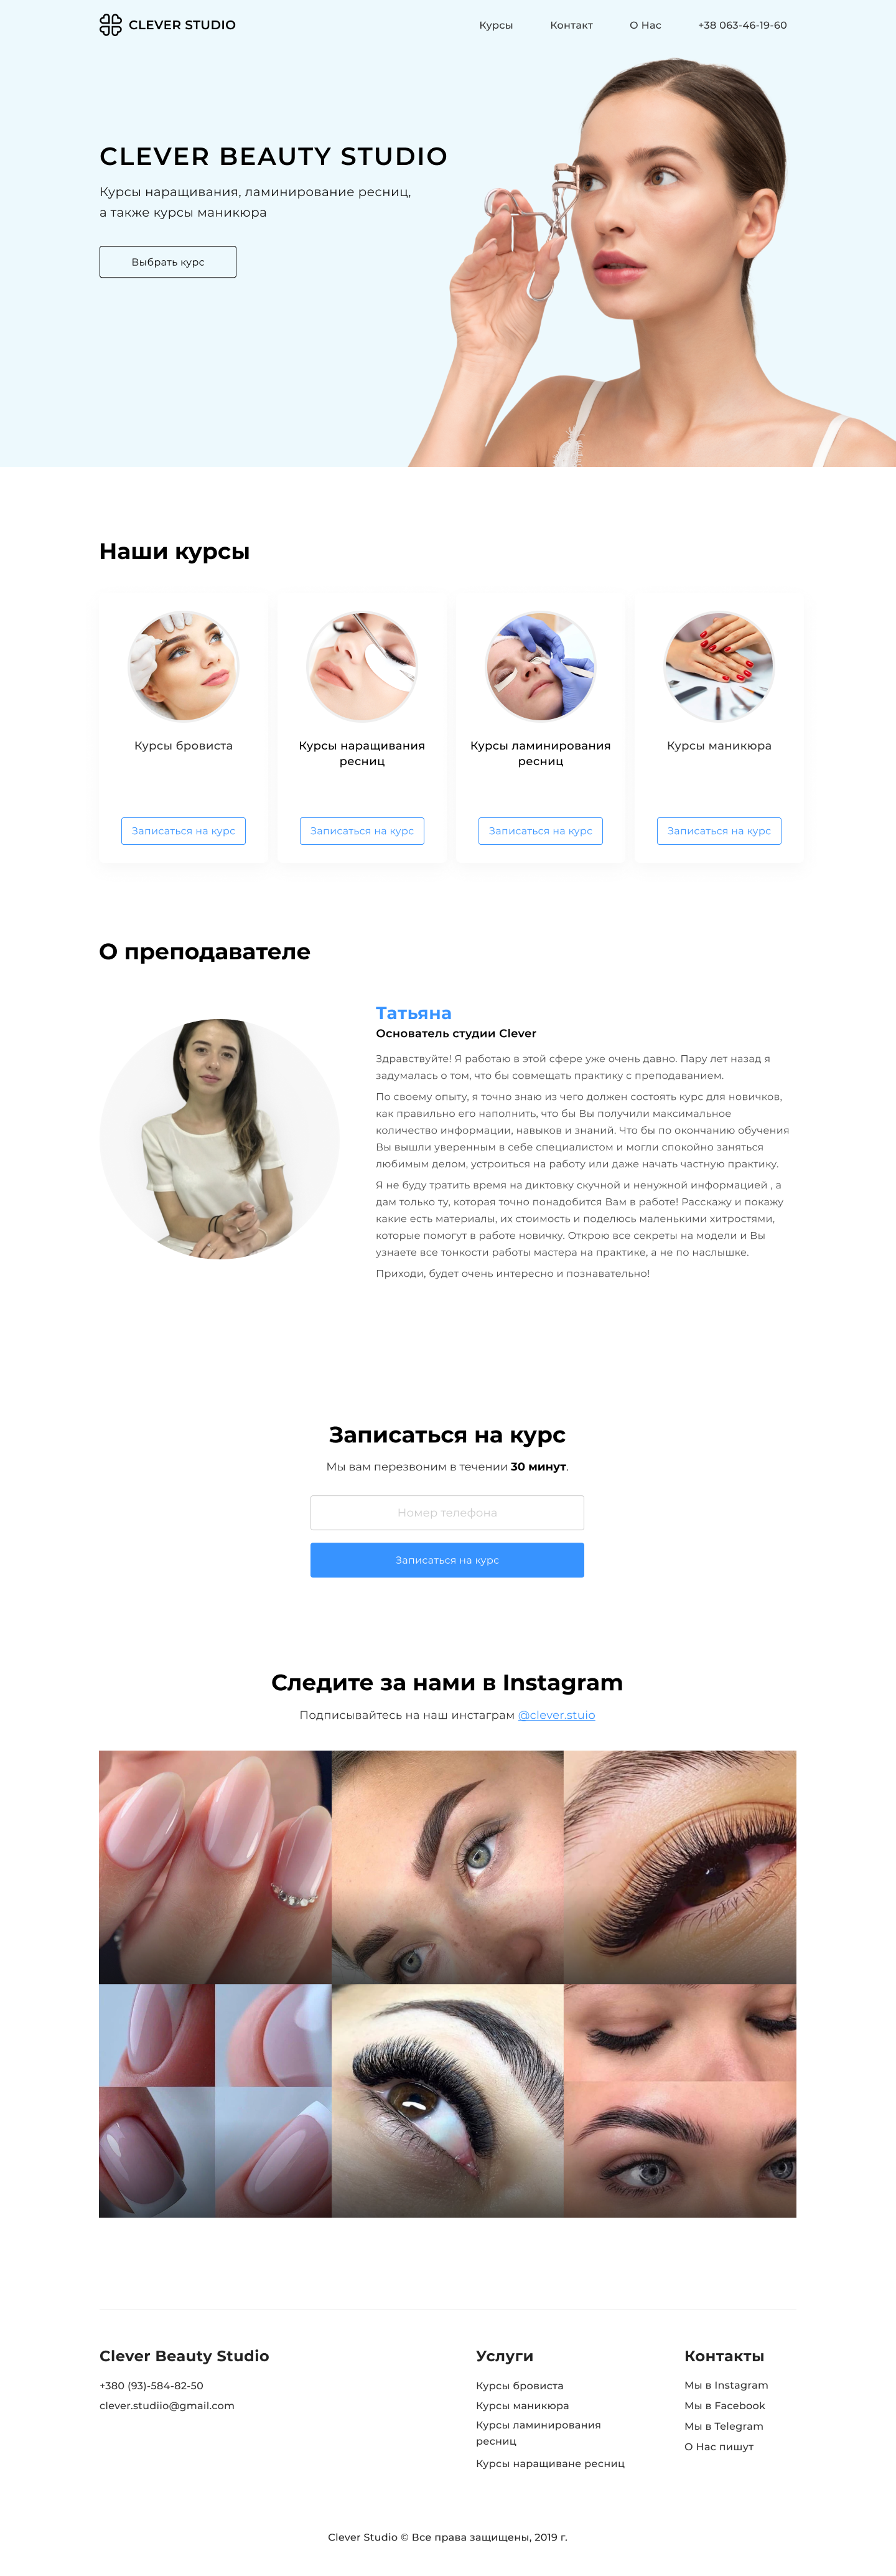 CLEVER STUDIO
Курсы
Контакт
О Нас
+38 063-46-19-60
CLEVER BEAUTY STUDIO
Курсы наращивания, ламинирование ресниц,
а также курсы маникюра
Выбрать курс
Наши курсы
Курсы бровиста
Записаться на курс
Курсы наращивания
ресниц
Записаться на курс
Курсы ламинирования
ресниц
Записаться на курс
Курсы маникюра
Записаться на курс
О преподавателе
Татьяна
Основатель студии Clever
Здравствуйте! Я работаю в этой сфере уже очень давно. Пару лет назад я
задумалась о том, что бы совмещать практику с преподаванием.
По своему опыту, я точно знаю из чего должен состоять курс для новичков,
как правильно его наполнить, что бы Вы получили максимальное
количество информации, навыков и знаний. Что бы по окончанию обучения
Вы вышли уверенным в себе специалистом и могли спокойно заняться
любимым делом, устроиться на работу или даже начать частную практику.
Я не буду тратить время на диктовку скучной и ненужной информацией , а
дам только ту, которая точно понадобится Вам в работе! Расскажу и покажу
какие есть материалы, их стоимость и поделюсь маленькими хитростями,
которые помогут в работе новичку. Открою все секреты на модели и Вы
узнаете все тонкости работы мастера на практике, а не по наслышке.
Приходи, будет очень интересно и познавательно!
Записаться на курс
Мы вам перезвоним в течении 30 минут.
Номер телефона
Записаться на курс
Следите за нами в Instagram
Подписывайтесь на наш инстаграм @clever.stuio
Clever Beauty Studio
+380 (93)-584-82-50
clever.studiio@gmail.com
Услуги
Курсы бровиста
Курсы маникюра
Курсы ламинирования
ресниц
Курсы наращиване ресниц
Контакты
Мы в Instagram
Мы в Facebook
Мы в Telegram
О Нас пишут
Clever Studio © Все права защищены, 2019 г.